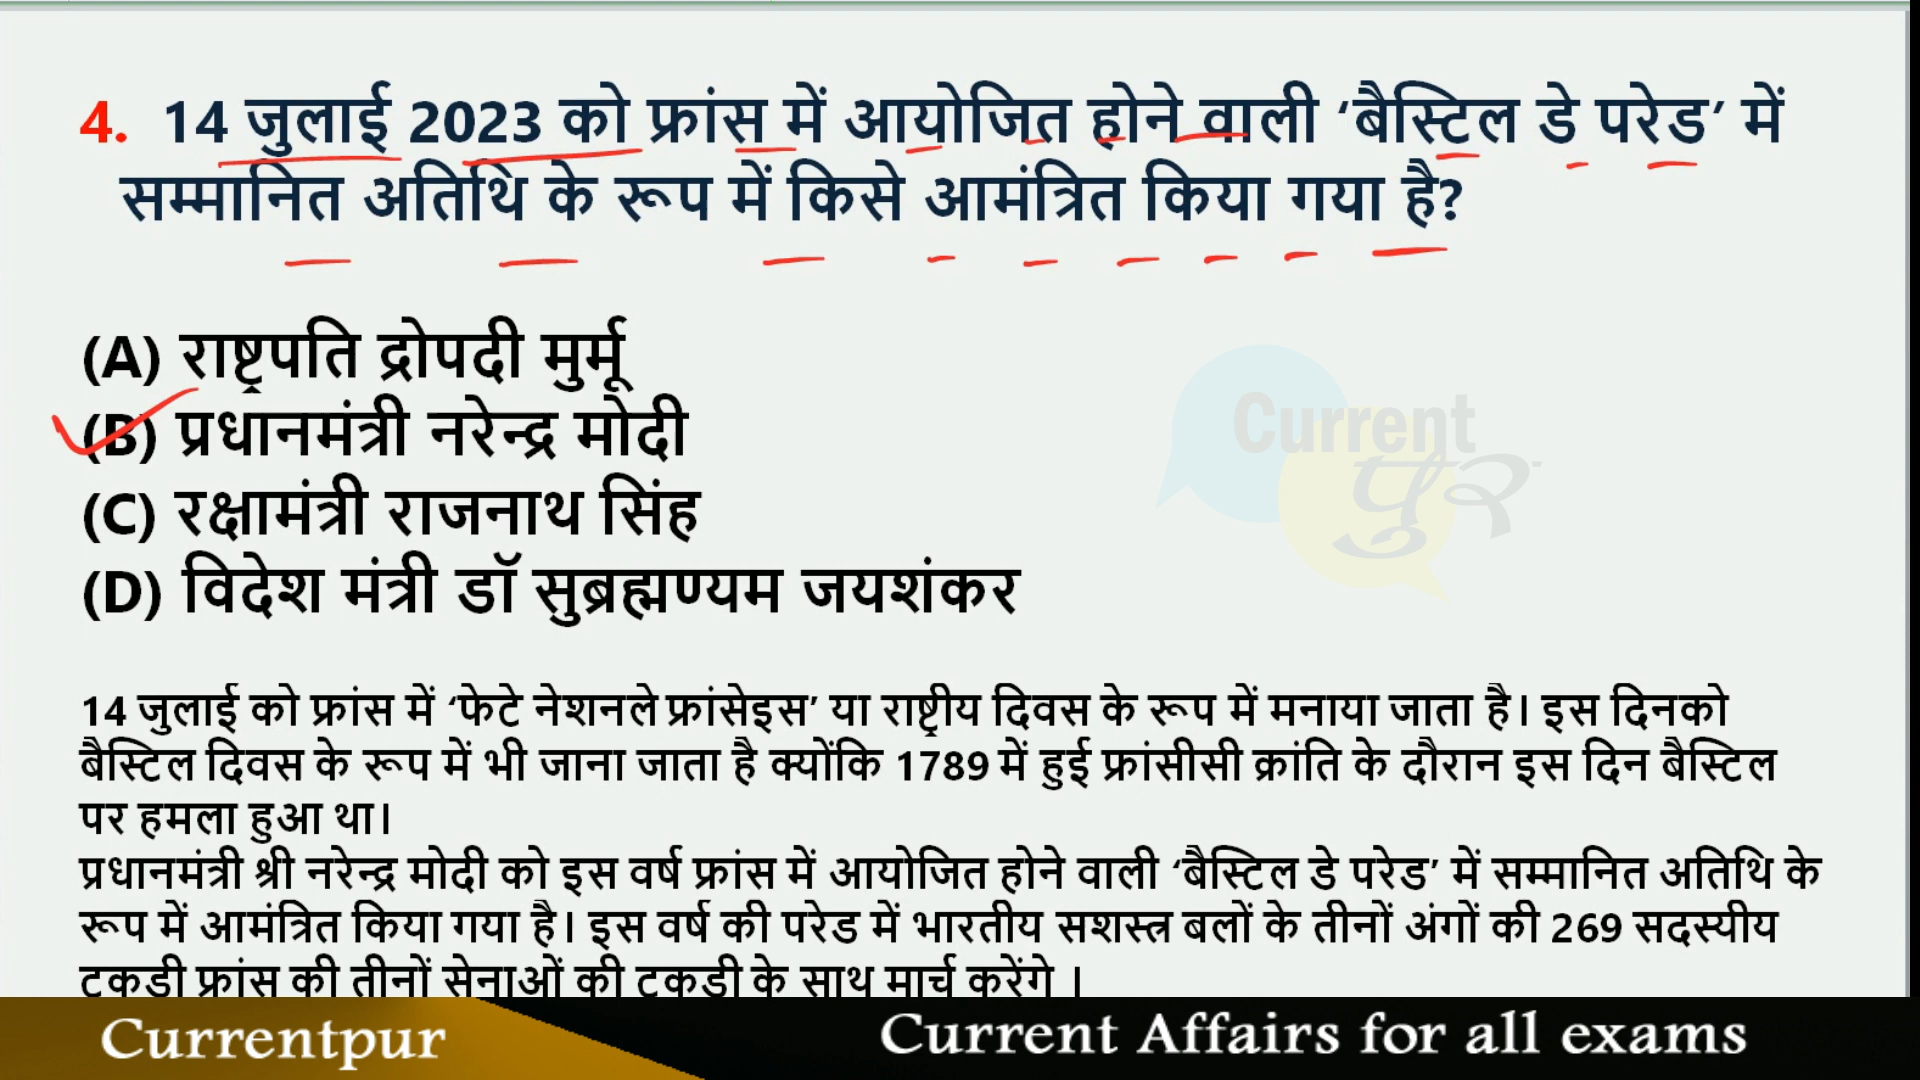 4. 14 जुलाई 2023 को फ्रांस में आयोजित होने वाली ‘बैस्टिल डे परेड’ में
सम्मानित अतिथि के रूप में किसे आमंत्रित किया गया है?
(A) राष्ट्रपति द्रोपदी मुर्मू
(B) प्रधानमंत्री नरेन्द्र मोदी
(C) रक्षामंत्री राजनाथ सिंह
(D) विदेश मंत्री डॉ सुब्रह्मण्यम जयशंकर
Current
पुर
14 जुलाई को फ्रांस में ‘फेटे नेशनले फ्रांसेइस’ या राष्ट्रीय दिवस के रूप में मनाया जाता है। इस दिनको
बैस्टिल दिवस के रूप में भी जाना जाता है क्योंकि 1789 में हुई फ्रांसीसी क्रांति के दौरान इस दिन बैस्टिल
पर हमला हुआ था।
प्रधानमंत्री श्री नरेन्द्र मोदी को इस वर्ष फ्रांस में आयोजित होने वाली ‘बैस्टिल डे परेड’ में सम्मानित अतिथि के
रूप में आमंत्रित किया गया है। इस वर्ष की परेड में भारतीय सशस्त्र बलों के तीनों अंगों की 269 सदस्यीय
टुकड़ी फ्रांस की तीनों सेनाओं की टुकड़ी के साथ मार्च करेंगे ।
Currentpur
Current Affairs for all exams